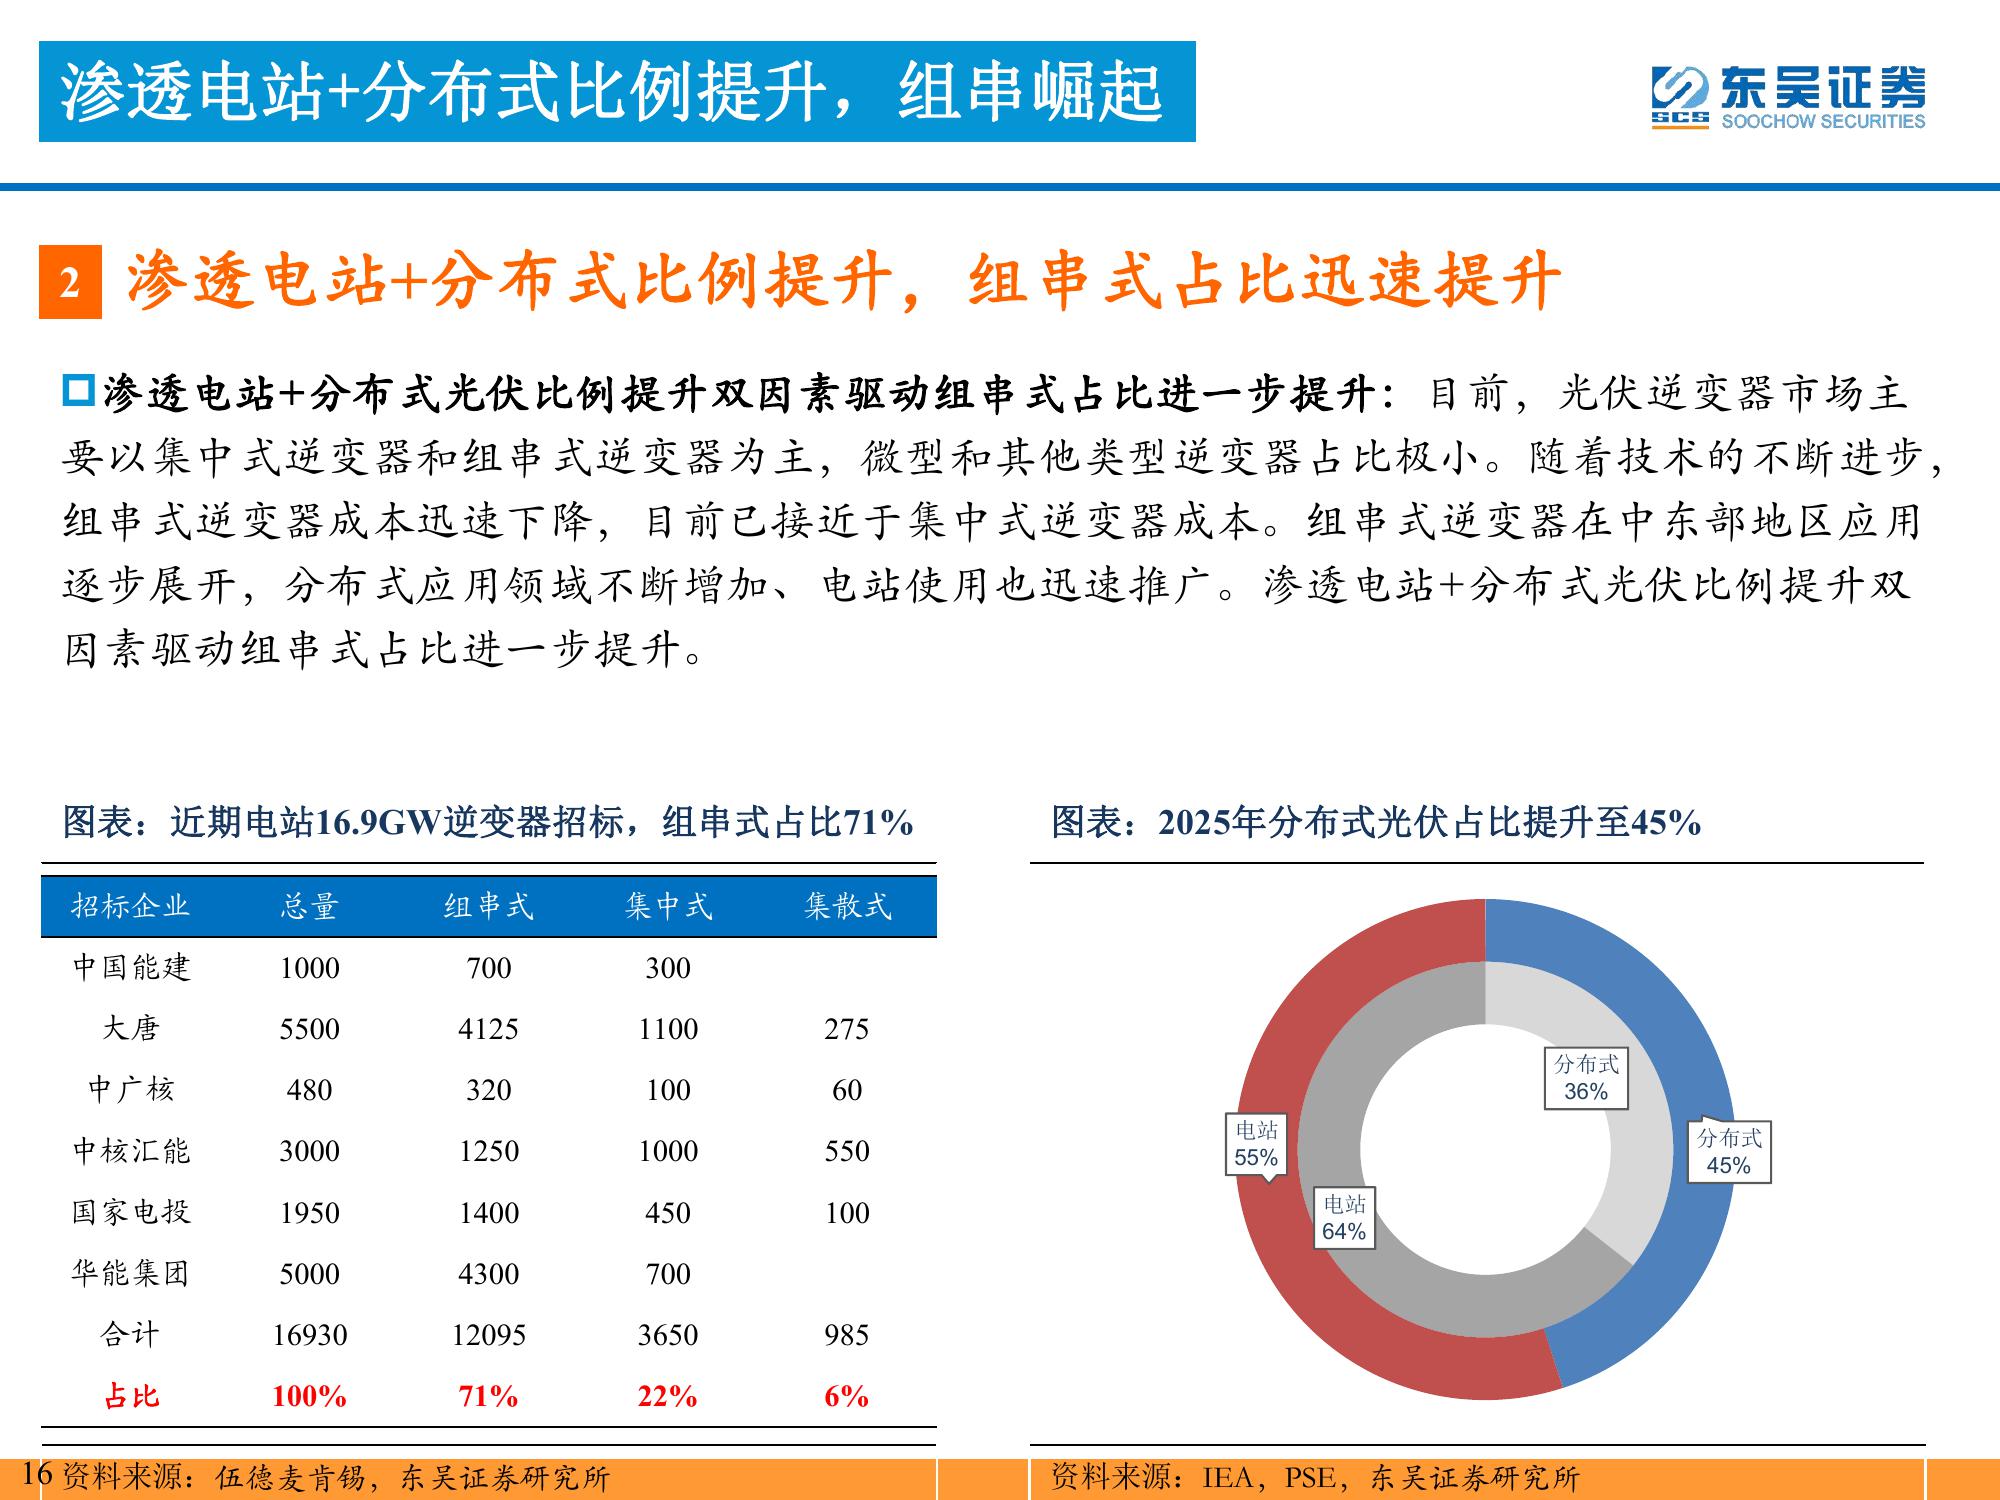 渗透电站+分布式比例提升，组串崛起
东吴证券
SCS SOOCHOW SECURITIES
2 渗透电站+分布式比例提升，组串式占比迅速提升
渗透电站+分布式光伏比例提升双因素驱动组串式占比进一步提升：目前，光伏逆变器市场主
要以集中式逆变器和组串式逆变器为主，微型和其他类型逆变器占比极小。随着技术的不断进步，
组串式逆变器成本迅速下降，目前已接近于集中式逆变器成本。组串式逆变器在中东部地区应用
逐步展开，分布式应用领域不断增加、电站使用也迅速推广。渗透电站+分布式光伏比例提升双
因素驱动组串式占比进一步提升。
图表：近期电站16.9GW逆变器招标，组串式占比71%
招标企业 总量 组串式 集中式 集散式
中国能建 1000 700 300
大唐 5500 4125 1100 275
中广核 480 320 100 60
中核汇能 3000 1250 1000 550
国家电投 1950 1400 450 100
华能集团 5000 4300 700
合计 16930 12095 3650 985
占比 100% 71% 22% 6%
图表：2025年分布式光伏占比提升至45%
分布式
36%
电站
55%
分布式
45%
电站
64%
16 资料来源：伍德麦肯锡，东吴证券研究所
资料来源：IEA，PSE，东吴证券研究所